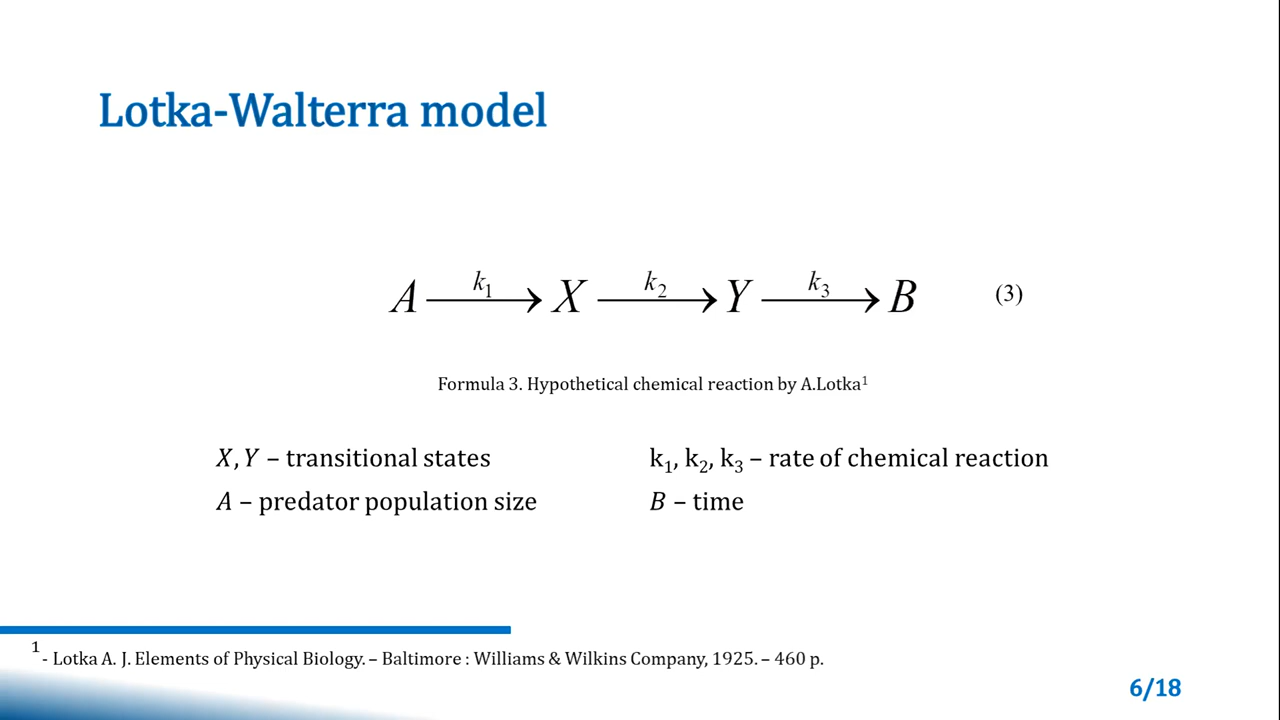 Lotka-Walterra model
A k₁→ X k₂→ Y k₃→ B (3)
Formula 3. Hypothetical chemical reaction by A.Lotka¹
X, Y – transitional states
k₁, k₂, k₃ – rate of chemical reaction
A – predator population size
B – time
¹ - Lotka A. J. Elements of Physical Biology. – Baltimore : Williams & Wilkins Company, 1925. – 460 p.
6/18